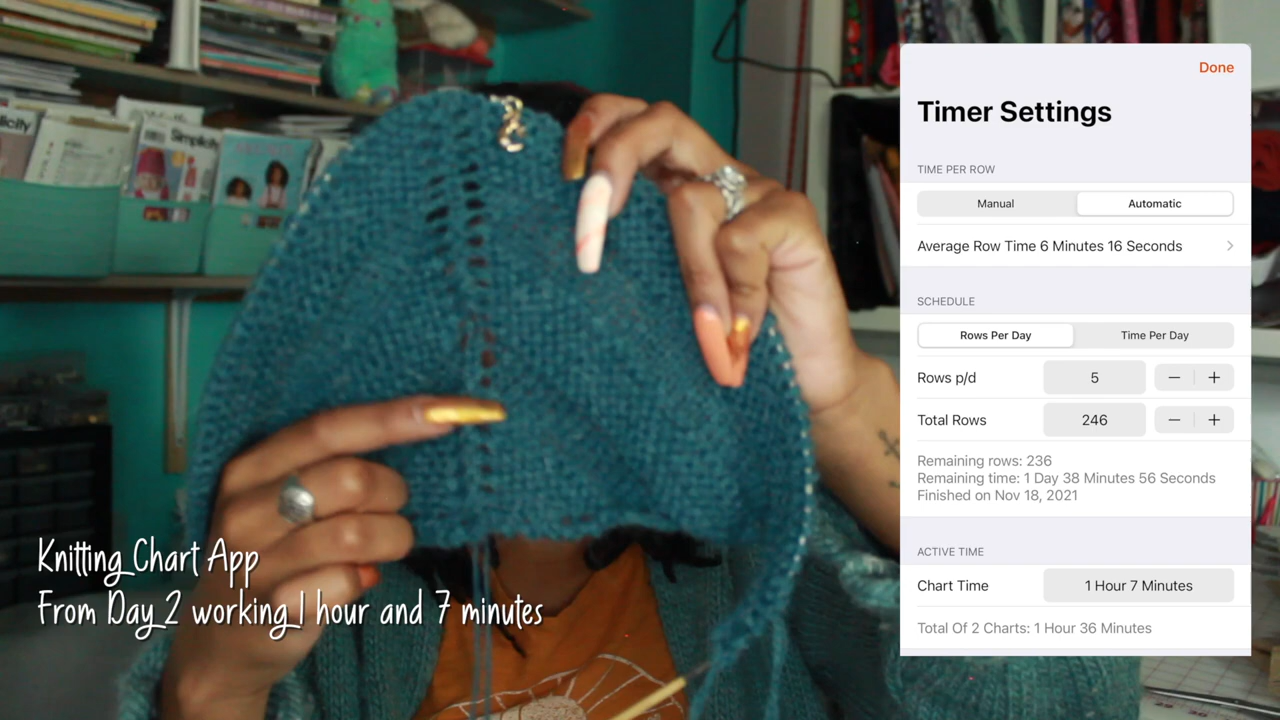 Simplicity
Knitting Chart App
From Day 2 working 1 hour and 7 minutes
Done
Timer Settings
TIME PER ROW
Manual Automatic
Average Row Time 6 Minutes 16 Seconds
SCHEDULE
Rows Per Day Time Per Day
Rows p/d 5 − +
Total Rows 246 − +
Remaining rows: 236
Remaining time: 1 Day 38 Minutes 56 Seconds
Finished on Nov 18, 2021
ACTIVE TIME
Chart Time 1 Hour 7 Minutes
Total Of 2 Charts: 1 Hour 36 Minutes